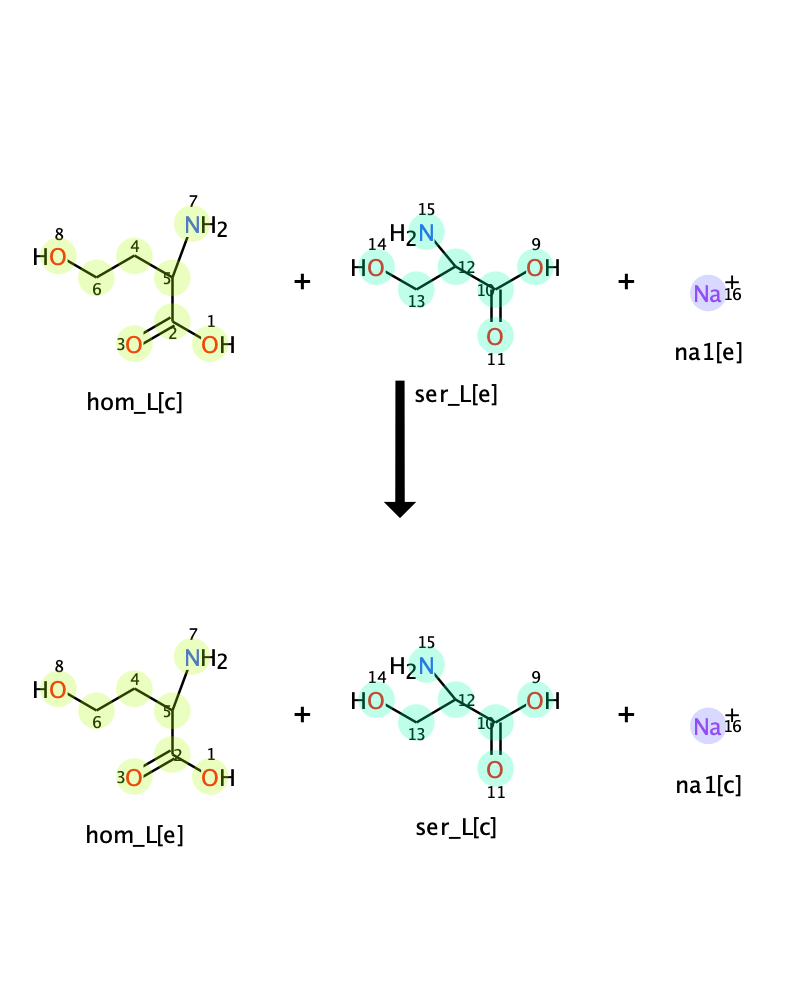 7
NH2
8
HO
4
5
6
1
2
3O
OH
hom_L[c]
+
15
H2N
14
HO
12
13
9
OH
10
O
11
ser_L[e]
+
Na+
16
na1[e]
7
NH2
8
HO
4
5
6
1
2
3O
OH
hom_L[e]
+
15
H2N
14
HO
12
13
9
OH
10
O
11
ser_L[c]
+
Na+
16
na1[c]